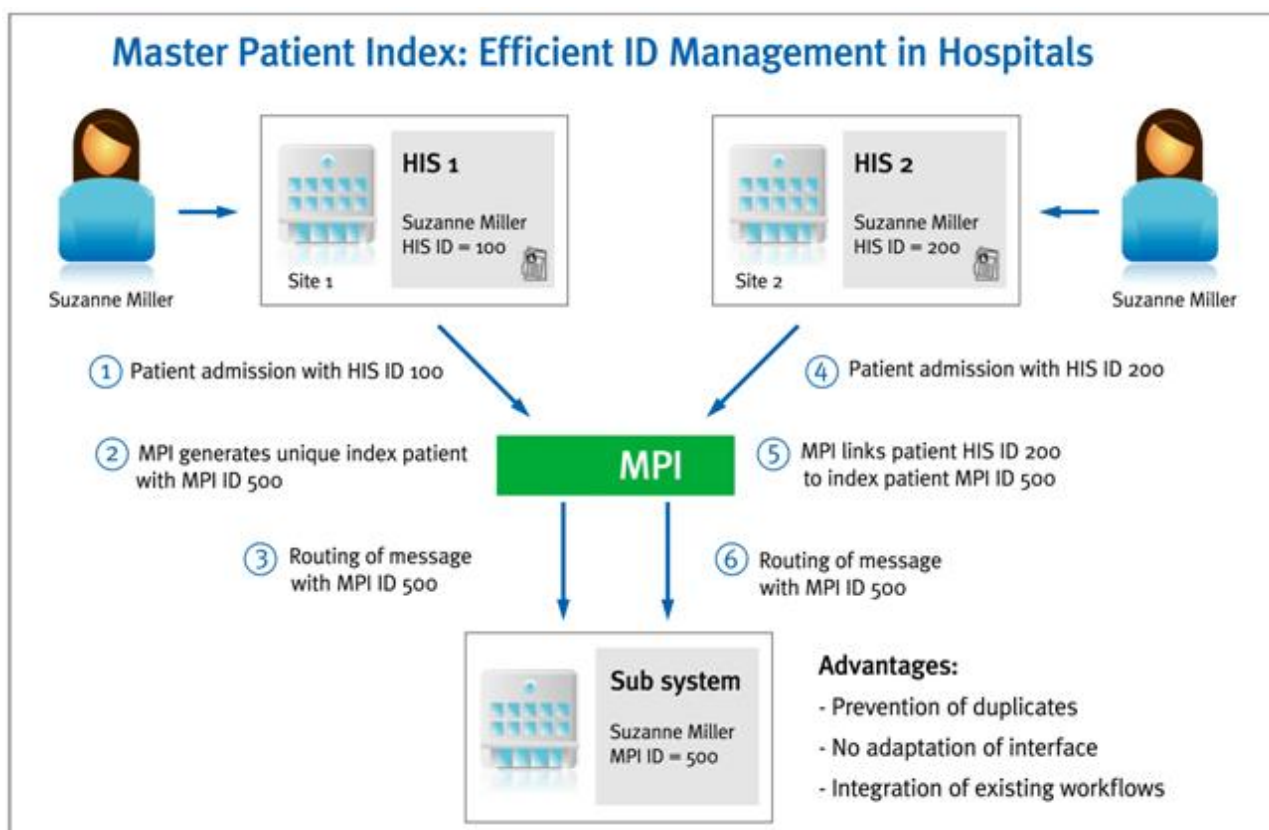 Master Patient Index: Efficient ID Management in Hospitals
Suzanne Miller
HIS 1
Suzanne Miller
HIS ID = 100
Site 1
HIS 2
Suzanne Miller
HIS ID = 200
Site 2
Suzanne Miller
1 Patient admission with HIS ID 100
4 Patient admission with HIS ID 200
2 MPI generates unique index patient
with MPI ID 500
MPI
5 MPI links patient HIS ID 200
to index patient MPI ID 500
3 Routing of message
with MPI ID 500
6 Routing of message
with MPI ID 500
Sub system
Suzanne Miller
MPI ID = 500
Advantages:
- Prevention of duplicates
- No adaptation of interface
- Integration of existing workflows